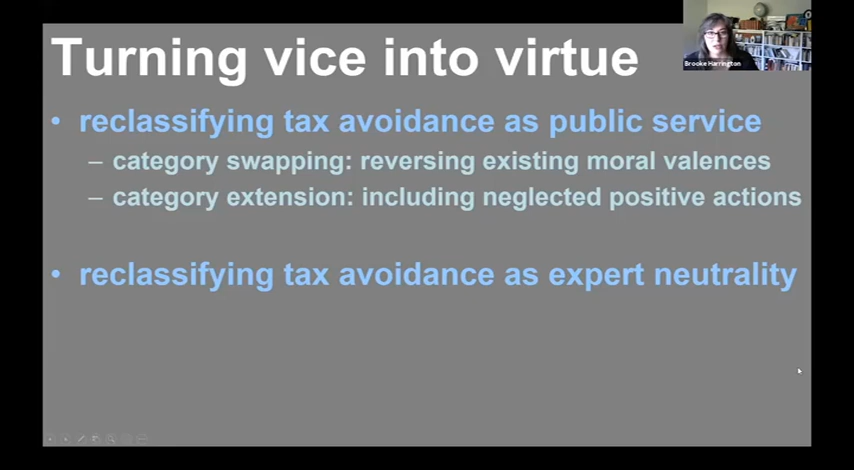 Turning vice into virtue
Brooke Harrington
• reclassifying tax avoidance as public service
– category swapping: reversing existing moral valences
– category extension: including neglected positive actions
• reclassifying tax avoidance as expert neutrality